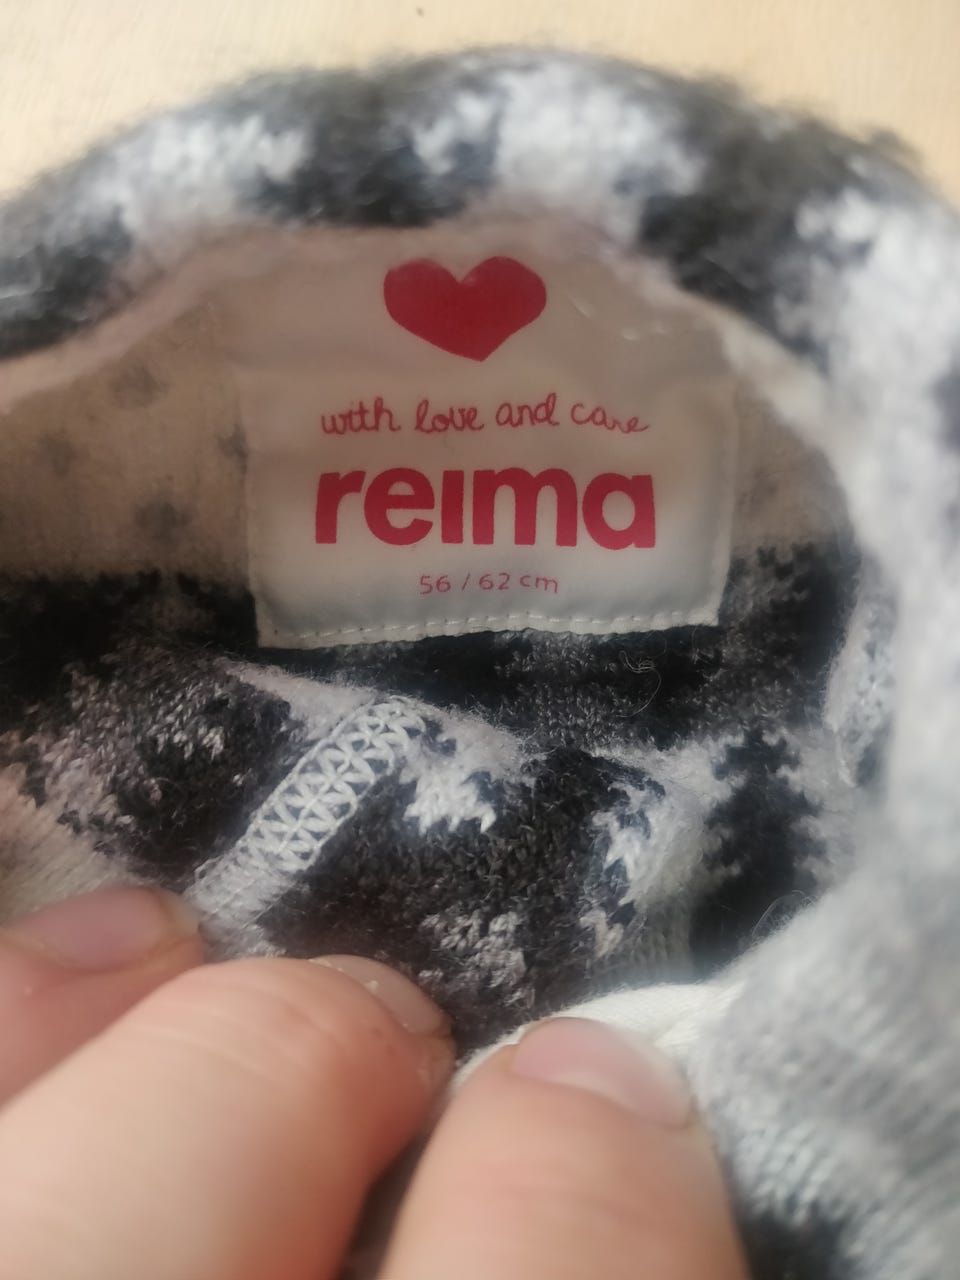 with love and care
reima
56 / 62 cm